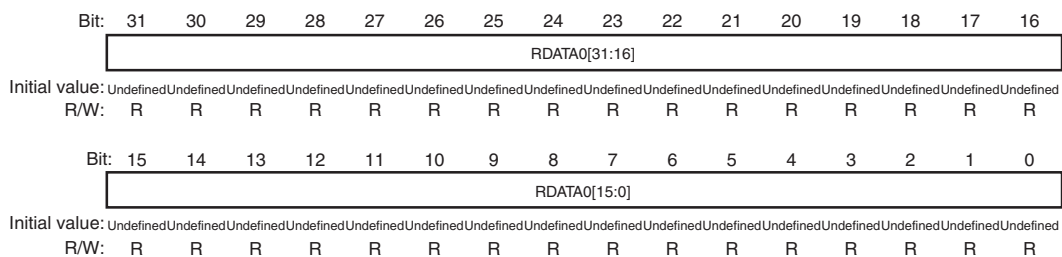 Bit: 31 30 29 28 27 26 25 24 23 22 21 20 19 18 17 16
RDATA0[31:16]
Initial value: Undefined Undefined Undefined Undefined Undefined Undefined Undefined Undefined Undefined Undefined Undefined Undefined Undefined Undefined Undefined Undefined
R/W: R R R R R R R R R R R R R R R R
Bit: 15 14 13 12 11 10 9 8 7 6 5 4 3 2 1 0
RDATA0[15:0]
Initial value: Undefined Undefined Undefined Undefined Undefined Undefined Undefined Undefined Undefined Undefined Undefined Undefined Undefined Undefined Undefined Undefined
R/W: R R R R R R R R R R R R R R R R